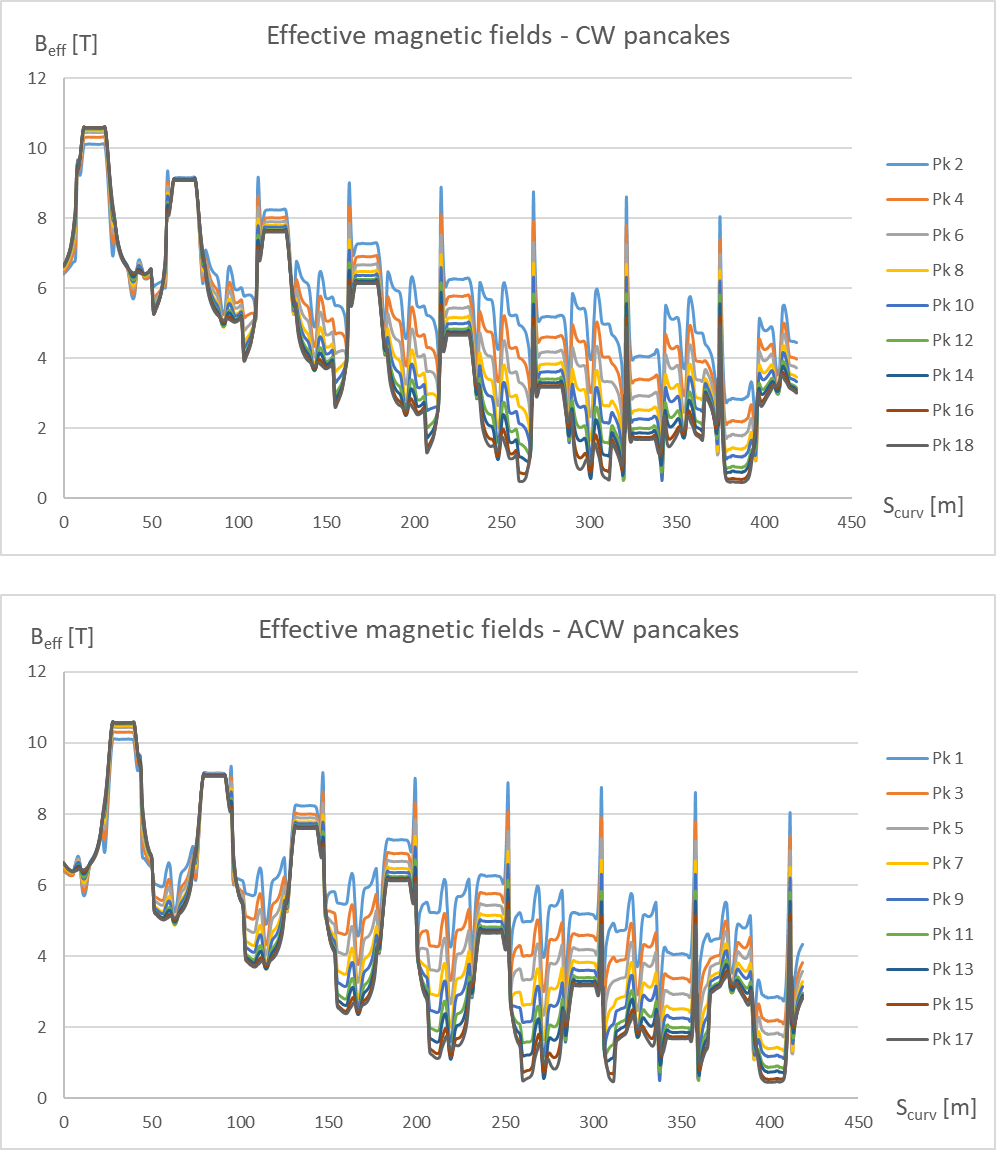 Effective magnetic fields - CW pancakes
Beff [T]
12
10
8
6
4
2
0
0 50 100 150 200 250 300 350 400 450
Scurv [m]
Pk 2
Pk 4
Pk 6
Pk 8
Pk 10
Pk 12
Pk 14
Pk 16
Pk 18
Effective magnetic fields - ACW pancakes
Beff [T]
12
10
8
6
4
2
0
0 50 100 150 200 250 300 350 400 450
Scurv [m]
Pk 1
Pk 3
Pk 5
Pk 7
Pk 9
Pk 11
Pk 13
Pk 15
Pk 17